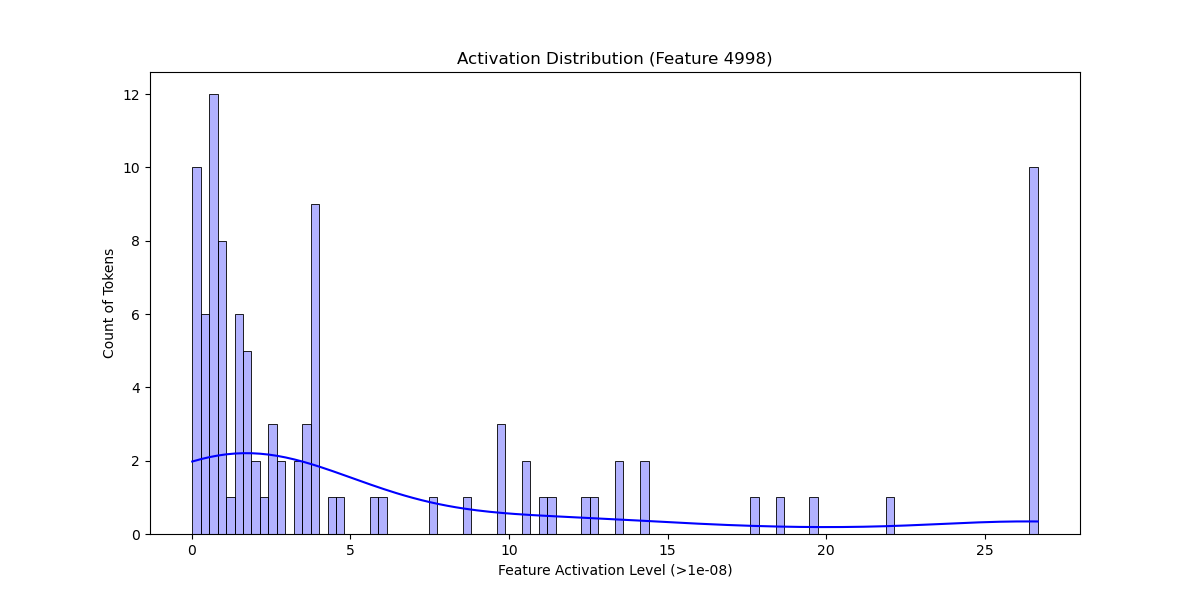 Activation Distribution (Feature 4998)
12
10
8
6
4
2
0
Count of Tokens
0 5 10 15 20 25
Feature Activation Level (>1e-08)